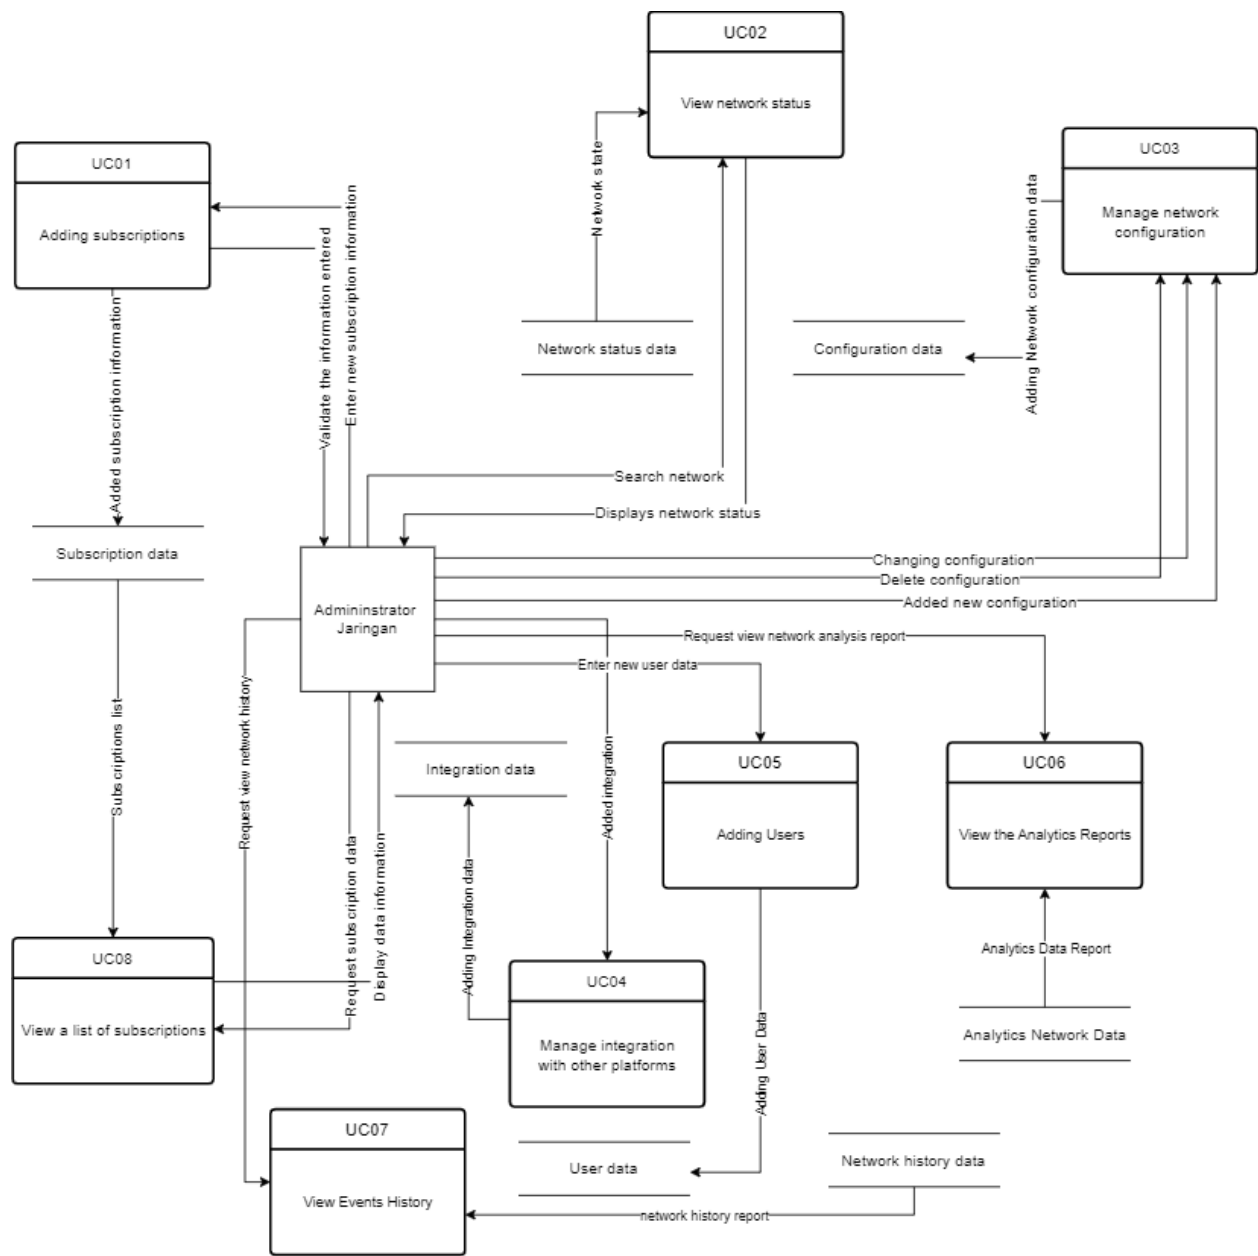 UC02
View network status
UC01
Adding subscriptions
UC03
Manage network
configuration
Network state
Adding Network configuration data
Validate the information entered
Enter new subscription information
Added subscription information
Network status data
Configuration data
Search network
Displays network status
Subscription data
Changing configuration
Delete configuration
Added new configuration
Admininstrator
Jaringan
Request view network analysis report
Enter new user data
Subscriptions list
Request view network history
Request subscription data
Display data information
Integration data
Added integration
Adding Integration data
UC05
Adding Users
UC06
View the Analytics Reports
Analytics Data Report
UC08
View a list of subscriptions
UC04
Manage integration
with other platforms
Adding User Data
Analytics Network Data
UC07
View Events History
User data
Network history data
network history report